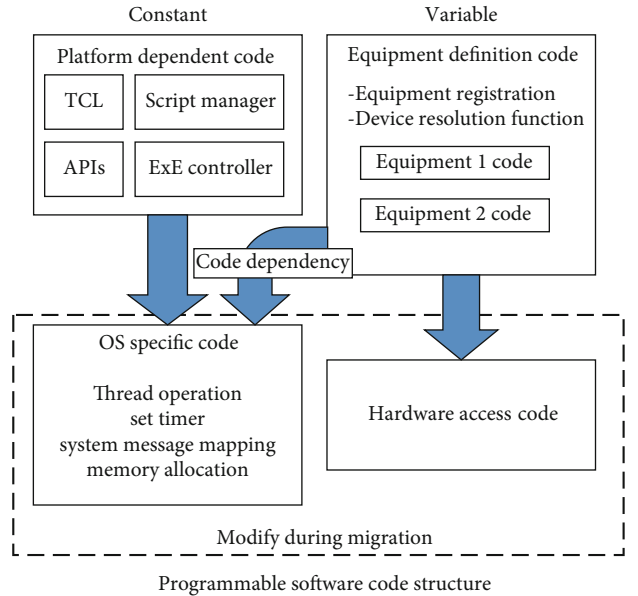 Constant
Variable
Platform dependent code
TCL
Script manager
APIs
ExE controller
Equipment definition code
-Equipment registration
-Device resolution function
Equipment 1 code
Equipment 2 code
Code dependency
OS specific code
Thread operation
set timer
system message mapping
memory allocation
Hardware access code
Modify during migration
Programmable software code structure